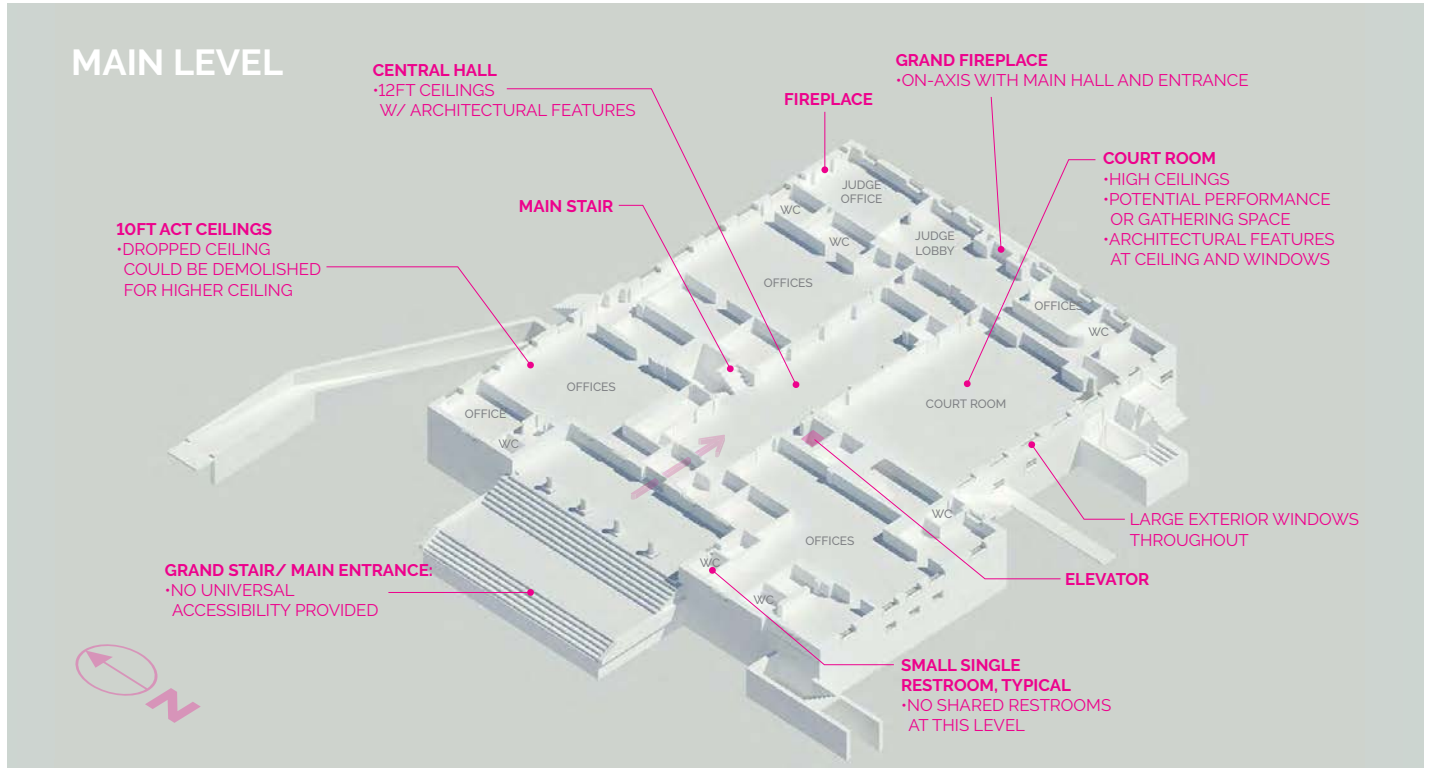 MAIN LEVEL
CENTRAL HALL
•12FT CEILINGS
W/ ARCHITECTURAL FEATURES
FIREPLACE
GRAND FIREPLACE
•ON-AXIS WITH MAIN HALL AND ENTRANCE
COURT ROOM
•HIGH CEILINGS
•POTENTIAL PERFORMANCE
OR GATHERING SPACE
•ARCHITECTURAL FEATURES
AT CEILING AND WINDOWS
MAIN STAIR
10FT ACT CEILINGS
•DROPPED CEILING
COULD BE DEMOLISHED
FOR HIGHER CEILING
JUDGE
OFFICE
WC
WC
JUDGE
LOBBY
OFFICES
OFFICES
WC
OFFICES
COURT ROOM
OFFICE
WC
WC
OFFICES
WC
WC
LARGE EXTERIOR WINDOWS
THROUGHOUT
ELEVATOR
GRAND STAIR/ MAIN ENTRANCE:
•NO UNIVERSAL
ACCESSIBILITY PROVIDED
SMALL SINGLE
RESTROOM, TYPICAL
•NO SHARED RESTROOMS
AT THIS LEVEL
N